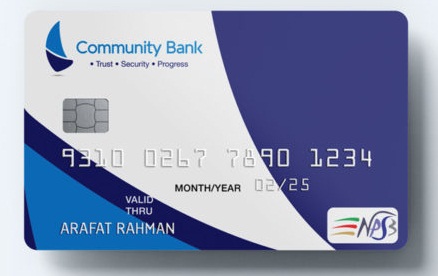 Community Bank
• Trust • Security • Progress
9310 0267 7890 1234
MONTH/YEAR 02/25
VALID
THRU
ARAFAT RAHMAN
NPSB